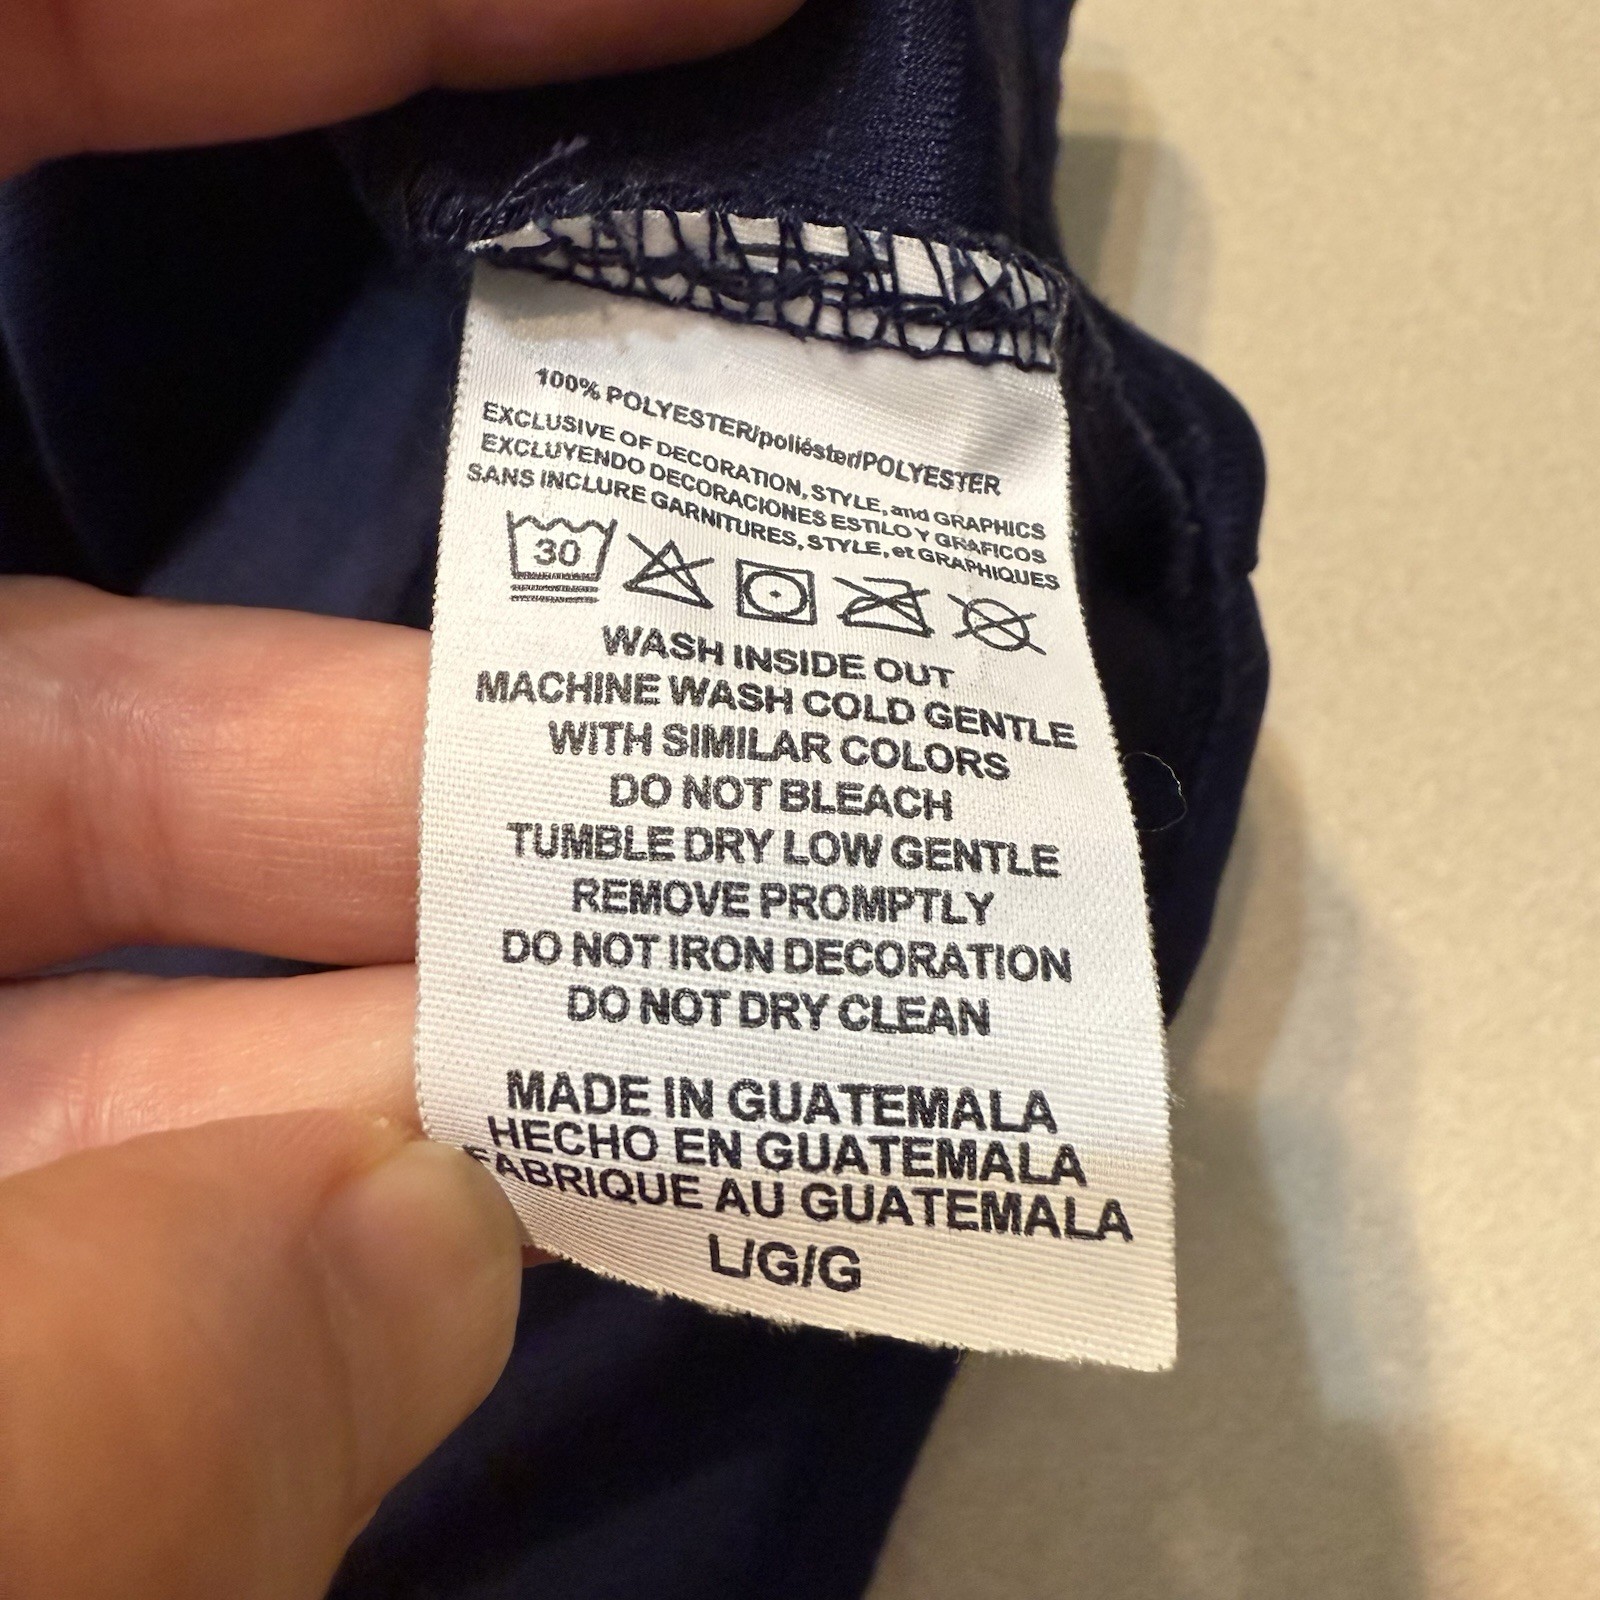 100% POLYESTER/poliéster/POLYESTER
EXCLUSIVE OF DECORATION, STYLE, and GRAPHICS
EXCLUYENDO DECORACIONES ESTILO Y GRAFICOS
SANS INCLURE GARNITURES, STYLE, et GRAPHIQUES
30
WASH INSIDE OUT
MACHINE WASH COLD GENTLE
WITH SIMILAR COLORS
DO NOT BLEACH
TUMBLE DRY LOW GENTLE
REMOVE PROMPTLY
DO NOT IRON DECORATION
DO NOT DRY CLEAN
MADE IN GUATEMALA
HECHO EN GUATEMALA
FABRIQUE AU GUATEMALA
L/G/G